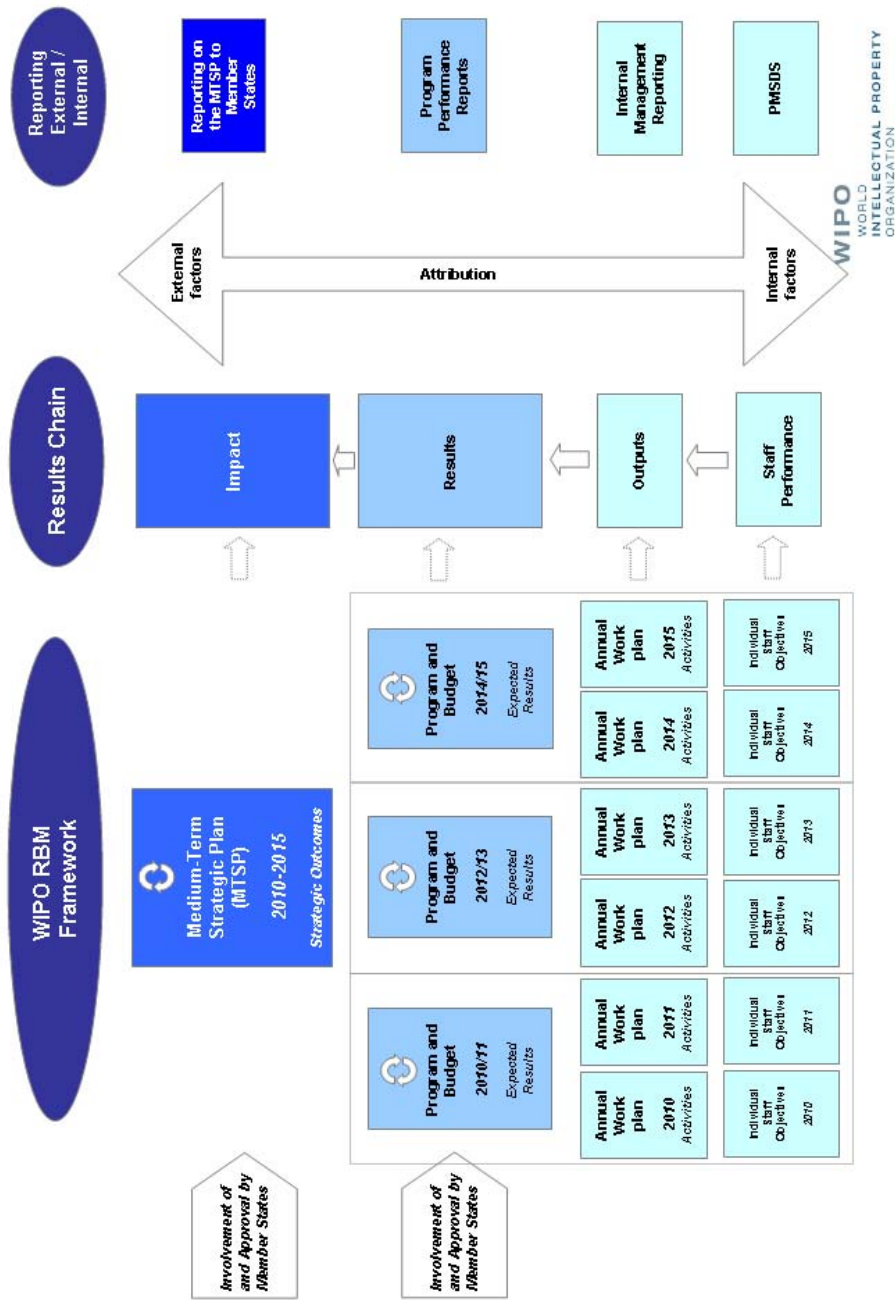 WIPO RBM
Framework
Results Chain
Reporting
External /
Internal
Involvement of
and Approval by
Member States
Medium-Term
Strategic Plan
(MTSP)
2010-2015
Strategic Outcomes
Impact
External
factors
Reporting on
the MTSP to
Member
States
Involvement of
and Approval by
Member States
Program and
Budget
2010/11
Expected
Results
Program and
Budget
2012/13
Expected
Results
Program and
Budget
2014/15
Expected
Results
Results
Attribution
Program
Performance
Reports
Annual
Work
plan
2010
Activities
Annual
Work
plan
2011
Activities
Annual
Work
plan
2012
Activities
Annual
Work
plan
2013
Activities
Annual
Work
plan
2014
Activities
Annual
Work
plan
2015
Activities
Outputs
Internal
Management
Reporting
Individual
Staff
Objectives
2010
Individual
Staff
Objectives
2011
Individual
Staff
Objectives
2012
Individual
Staff
Objectives
2013
Individual
Staff
Objectives
2014
Individual
Staff
Objectives
2015
Staff
Performance
Internal
factors
PMSDS
WIPO
WORLD
INTELLECTUAL PROPERTY
ORGANIZATION